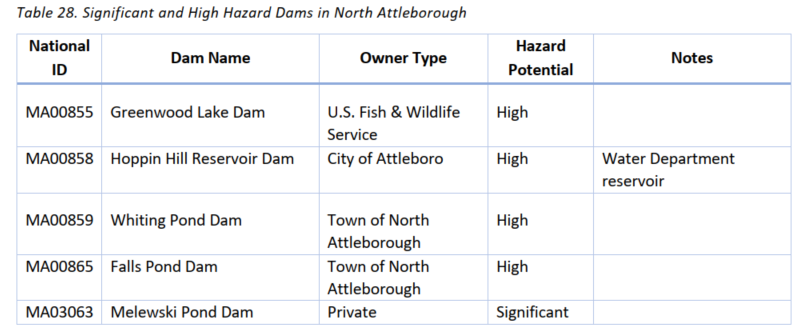 Table 28. Significant and High Hazard Dams in North Attleborough
National ID Dam Name Owner Type Hazard Potential Notes
MA00855 Greenwood Lake Dam U.S. Fish & Wildlife Service High
MA00858 Hoppin Hill Reservoir Dam City of Attleboro High Water Department reservoir
MA00859 Whiting Pond Dam Town of North Attleborough High
MA00865 Falls Pond Dam Town of North Attleborough High
MA03063 Melewski Pond Dam Private Significant